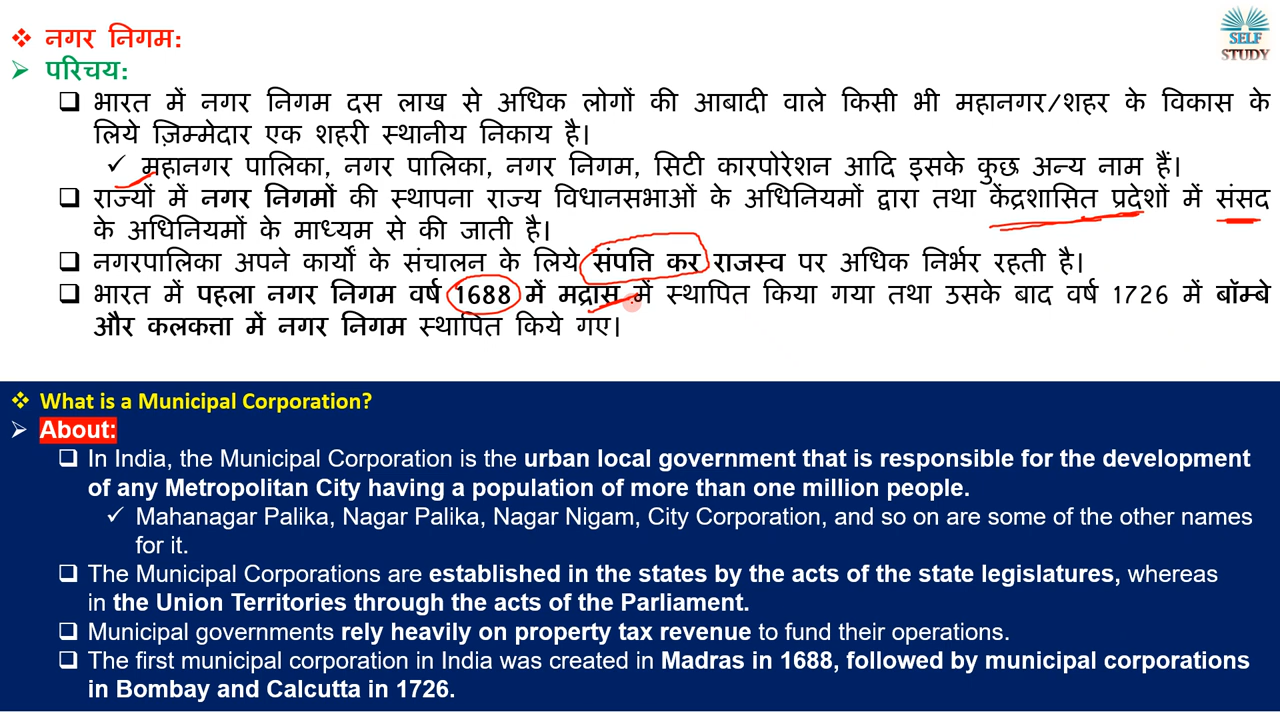 ❖ नगर निगम:
SELF
STUDY
➢ परिचय:
❑ भारत में नगर निगम दस लाख से अधिक लोगों की आबादी वाले किसी भी महानगर/शहर के विकास के
लिये ज़िम्मेदार एक शहरी स्थानीय निकाय है।
✓ महानगर पालिका, नगर पालिका, नगर निगम, सिटी कारपोरेशन आदि इसके कुछ अन्य नाम हैं।
❑ राज्यों में नगर निगमों की स्थापना राज्य विधानसभाओं के अधिनियमों द्वारा तथा केंद्रशासित प्रदेशों में संसद
के अधिनियमों के माध्यम से की जाती है।
❑ नगरपालिका अपने कार्यों के संचालन के लिये संपत्ति कर राजस्व पर अधिक निर्भर रहती है।
❑ भारत में पहला नगर निगम वर्ष 1688 में मद्रास में स्थापित किया गया तथा उसके बाद वर्ष 1726 में बॉम्बे
और कलकत्ता में नगर निगम स्थापित किये गए।
❖ What is a Municipal Corporation?
➢ About:
❑ In India, the Municipal Corporation is the urban local government that is responsible for the development
of any Metropolitan City having a population of more than one million people.
✓ Mahanagar Palika, Nagar Palika, Nagar Nigam, City Corporation, and so on are some of the other names
for it.
❑ The Municipal Corporations are established in the states by the acts of the state legislatures, whereas
in the Union Territories through the acts of the Parliament.
❑ Municipal governments rely heavily on property tax revenue to fund their operations.
❑ The first municipal corporation in India was created in Madras in 1688, followed by municipal corporations
in Bombay and Calcutta in 1726.